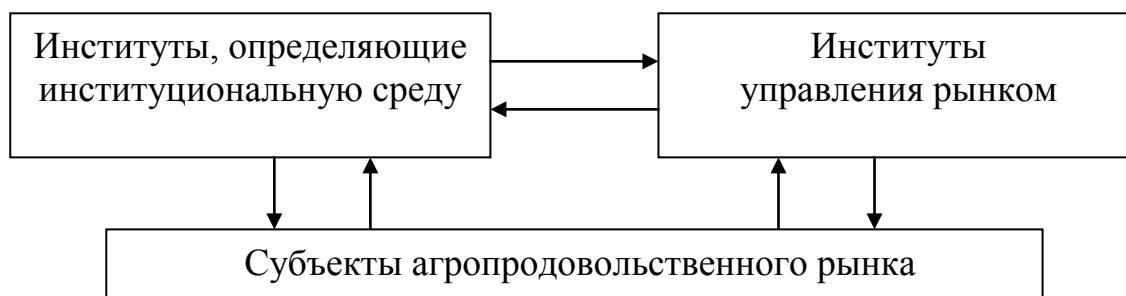 Институты, определяющие
институциональную среду
Институты
управления рынком
Субъекты агропродовольственного рынка